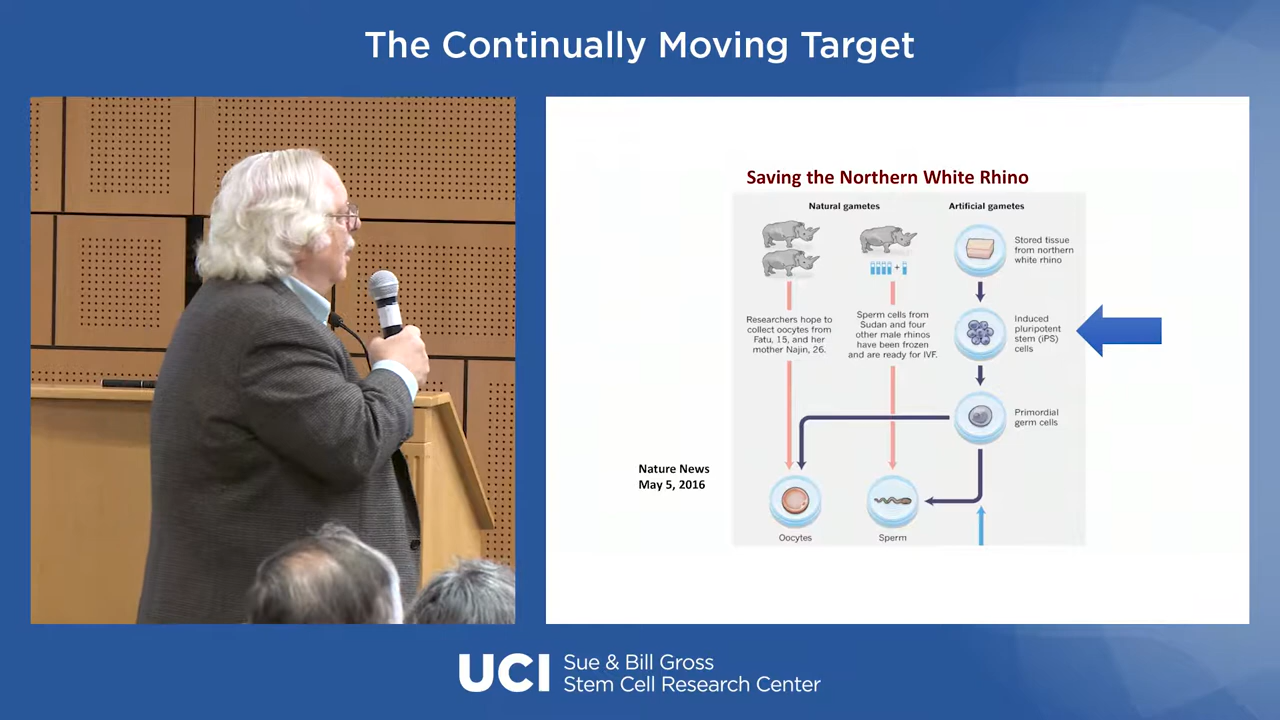 The Continually Moving Target
Saving the Northern White Rhino
Natural gametes
Artificial gametes
Stored tissue
from northern
white rhino
Researchers hope to
collect oocytes from
Fatu, 15, and her
mother Najin, 26.
Sperm cells from
Sudan and four
other male rhinos
have been frozen
and are ready for IVF.
Induced
pluripotent
stem (iPS)
cells
Primordial
germ cells
Nature News
May 5, 2016
Oocytes
Sperm
UCI
Sue & Bill Gross
Stem Cell Research Center